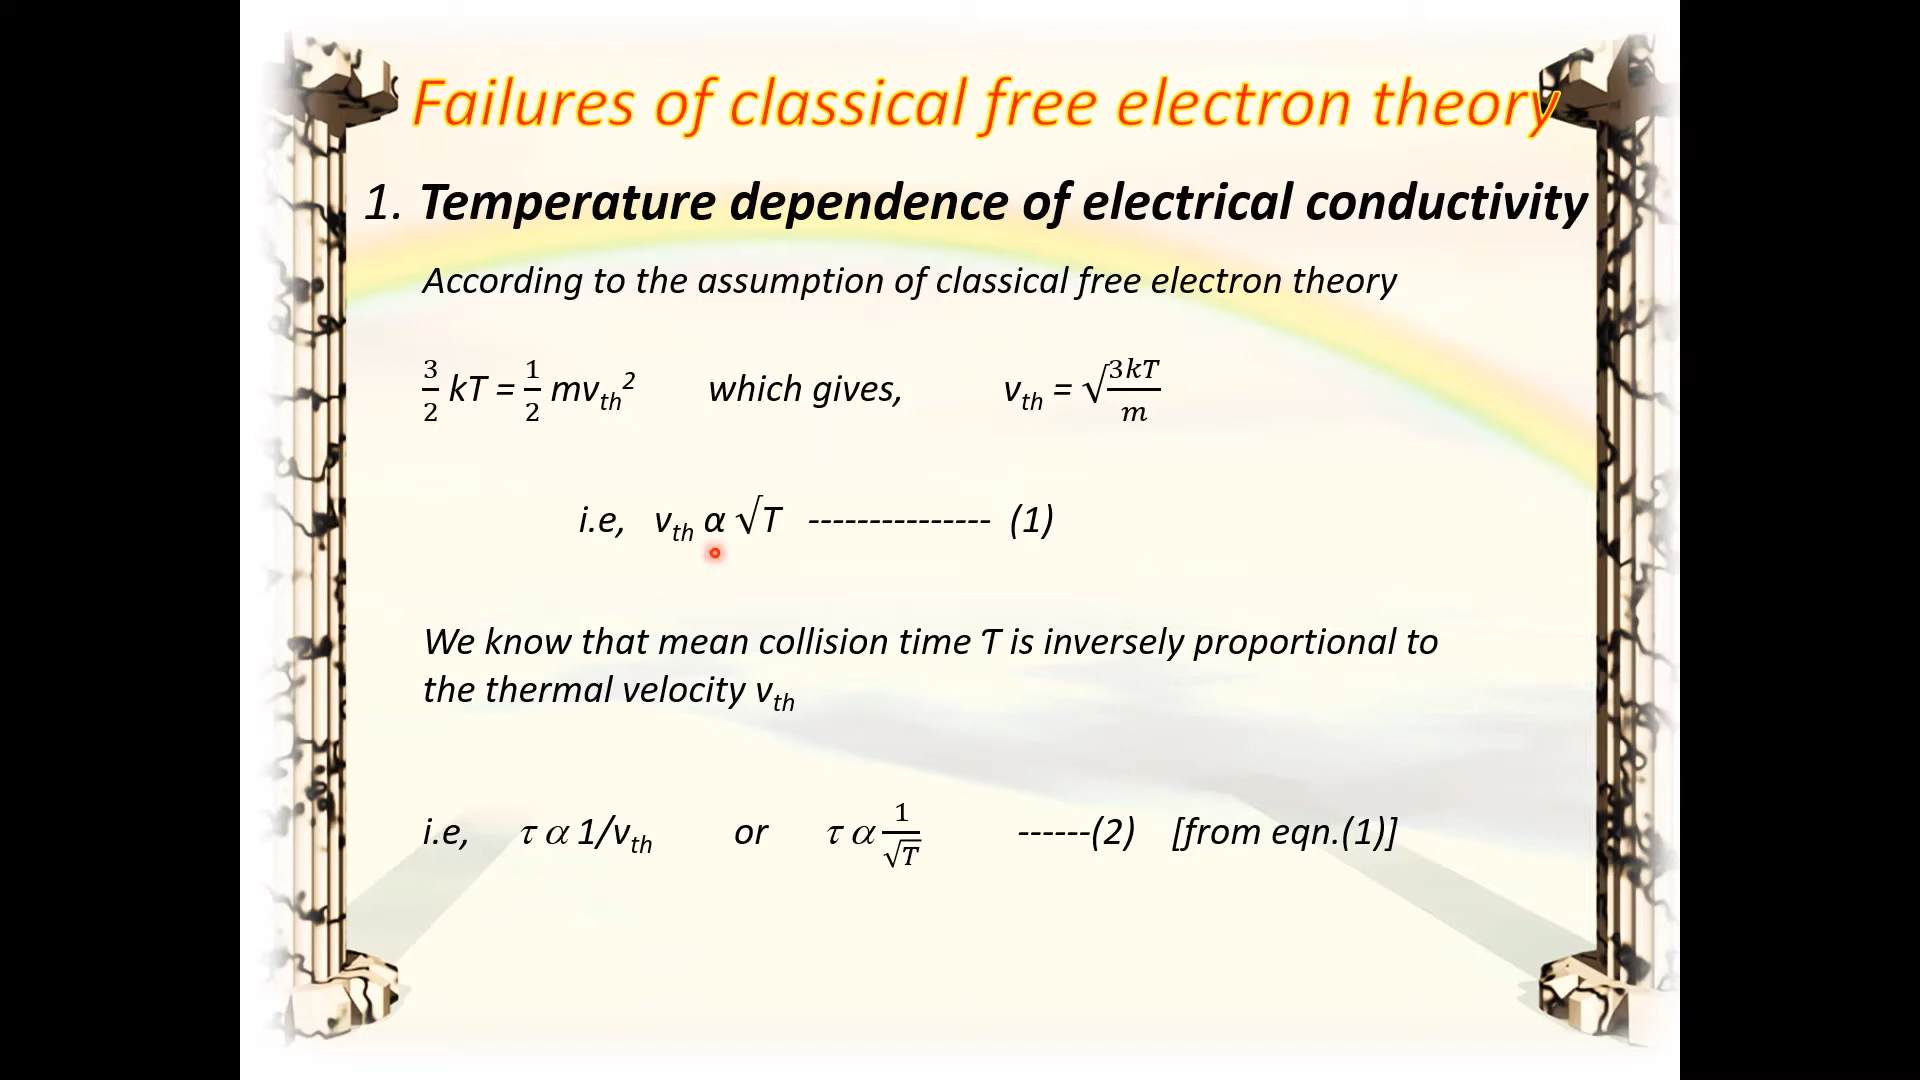 Failures of classical free electron theory
1. Temperature dependence of electrical conductivity
According to the assumption of classical free electron theory
3/2 kT = 1/2 mv_th² which gives, v_th = √3kT/m
i.e, v_th α √T --------------- (1)
We know that mean collision time Ƭ is inversely proportional to
the thermal velocity v_th
i.e, τ α 1/v_th or τ α 1/√T ------(2) [from eqn.(1)]